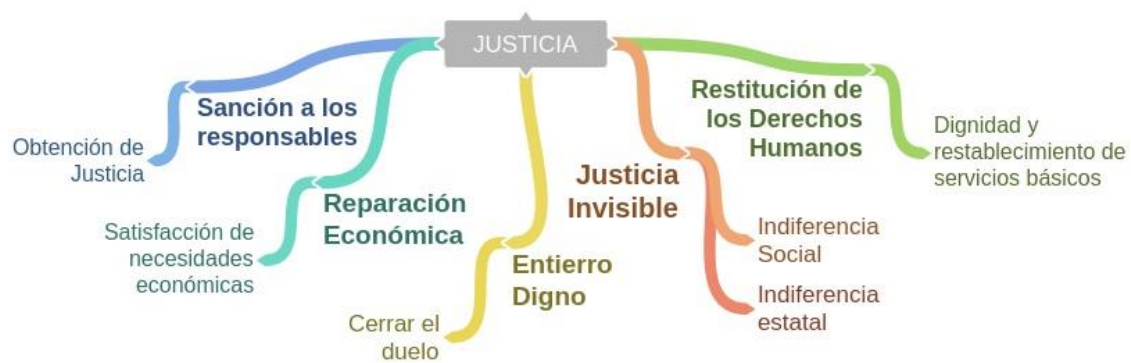 JUSTICIA
Sanción a los
responsables
Obtención de
Justicia
Reparación
Económica
Satisfacción de
necesidades
económicas
Entierro
Digno
Cerrar el
duelo
Justicia
Invisible
Indiferencia
Social
Indiferencia
estatal
Restitución de
los Derechos
Humanos
Dignidad y
restablecimiento de
servicios básicos